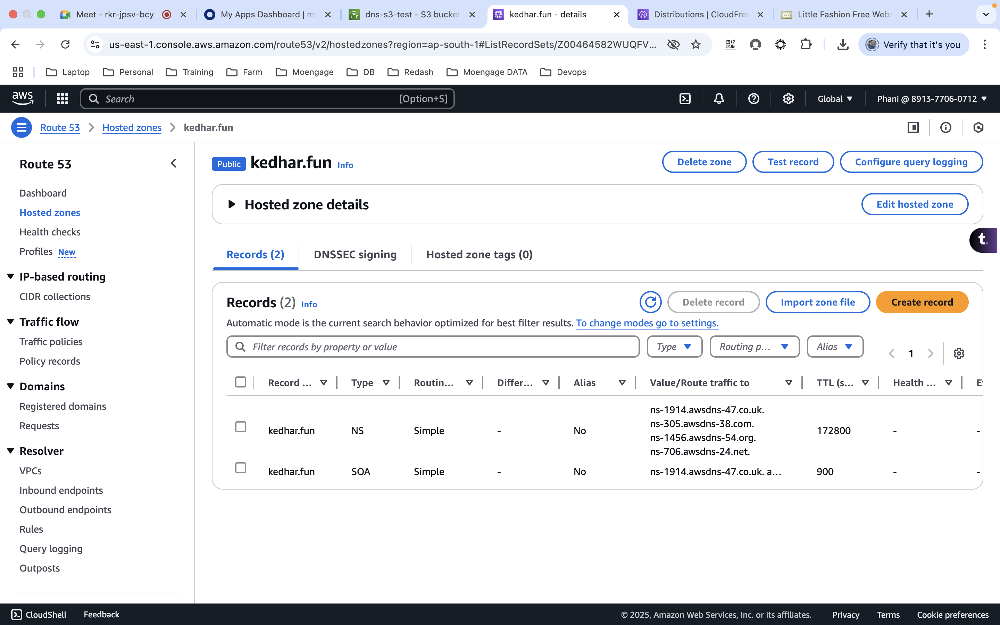 Meet - rkr-jpsv-bcy
My Apps Dashboard | m
dns-s3-test - S3 bucket
kedhar.fun - details
Distributions | CloudFron
Little Fashion Free Webs
us-east-1.console.aws.amazon.com/route53/v2/hostedzones?region=ap-south-1#ListRecordSets/Z00464582WUQFV...
Verify that it's you
Laptop
Personal
Training
Farm
Moengage
DB
Redash
Moengage DATA
Devops
aws
Search
[Option+S]
Global
Phani @ 8913-7706-0712
Route 53
Hosted zones
kedhar.fun
Route 53
Dashboard
Hosted zones
Health checks
Profiles New
IP-based routing
CIDR collections
Traffic flow
Traffic policies
Policy records
Domains
Registered domains
Requests
Resolver
VPCs
Inbound endpoints
Outbound endpoints
Rules
Query logging
Outposts
Public kedhar.fun Info
Delete zone
Test record
Configure query logging
Hosted zone details
Edit hosted zone
t.
Records (2)
DNSSEC signing
Hosted zone tags (0)
Records (2) Info
Delete record
Import zone file
Create record
Automatic mode is the current search behavior optimized for best filter results. To change modes go to settings.
Filter records by property or value
Type
Routing p...
Alias
1
Record ... Type Routin... Differ... Alias Value/Route traffic to TTL (s... Health ... E
kedhar.fun NS Simple - No
ns-1914.awsdns-47.co.uk.
ns-305.awsdns-38.com.
ns-1456.awsdns-54.org.
ns-706.awsdns-24.net.
172800 - -
kedhar.fun SOA Simple - No ns-1914.awsdns-47.co.uk. a... 900 - -
CloudShell
Feedback
© 2025, Amazon Web Services, Inc. or its affiliates.
Privacy
Terms
Cookie preferences